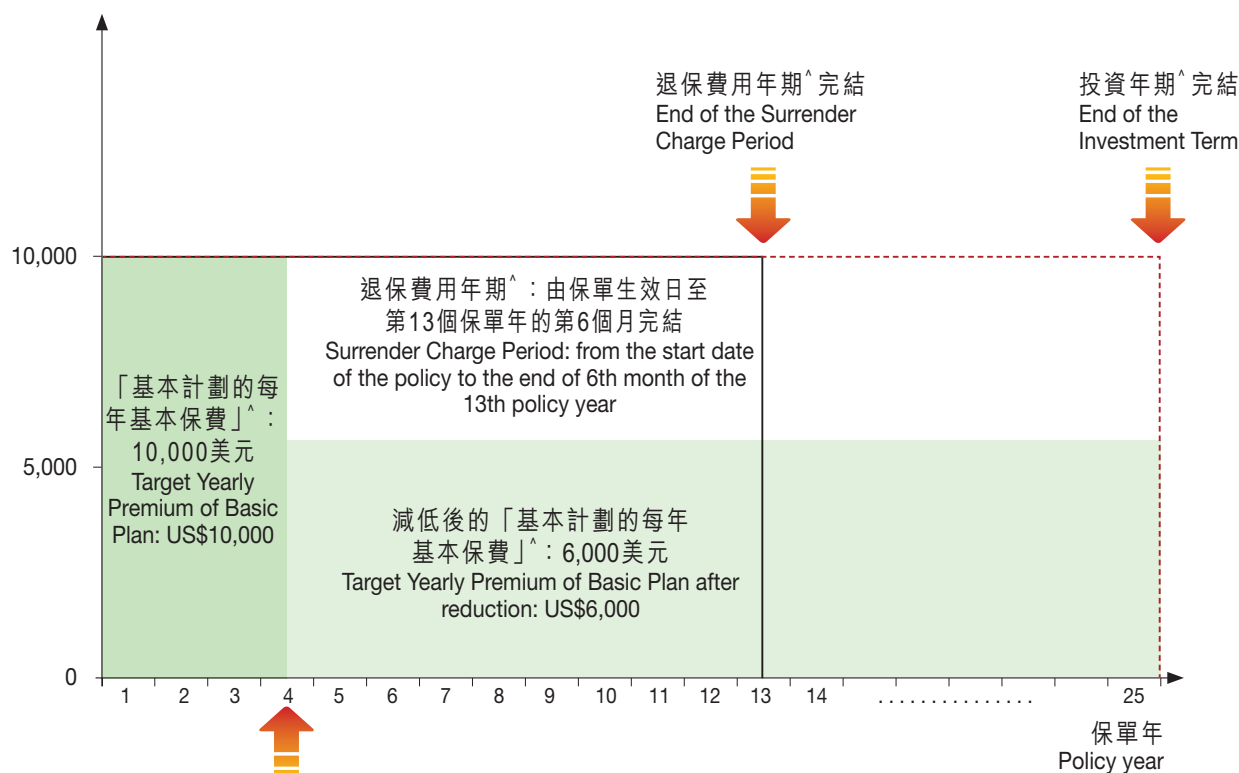 退保費用年期^完結
End of the Surrender
Charge Period
投資年期^完結
End of the
Investment Term
10,000
5,000
0
「基本計劃的每
年基本保費」^：
10,000美元
Target Yearly
Premium of Basic
Plan: US$10,000
退保費用年期^：由保單生效日至
第13個保單年的第6個月完結
Surrender Charge Period: from the start date
of the policy to the end of 6th month of the
13th policy year
減低後的「基本計劃的每年
基本保費」^：6,000美元
Target Yearly Premium of Basic Plan after
reduction: US$6,000
1 2 3 4 5 6 7 8 9 10 11 12 13 14 ............... 25
保單年
Policy year